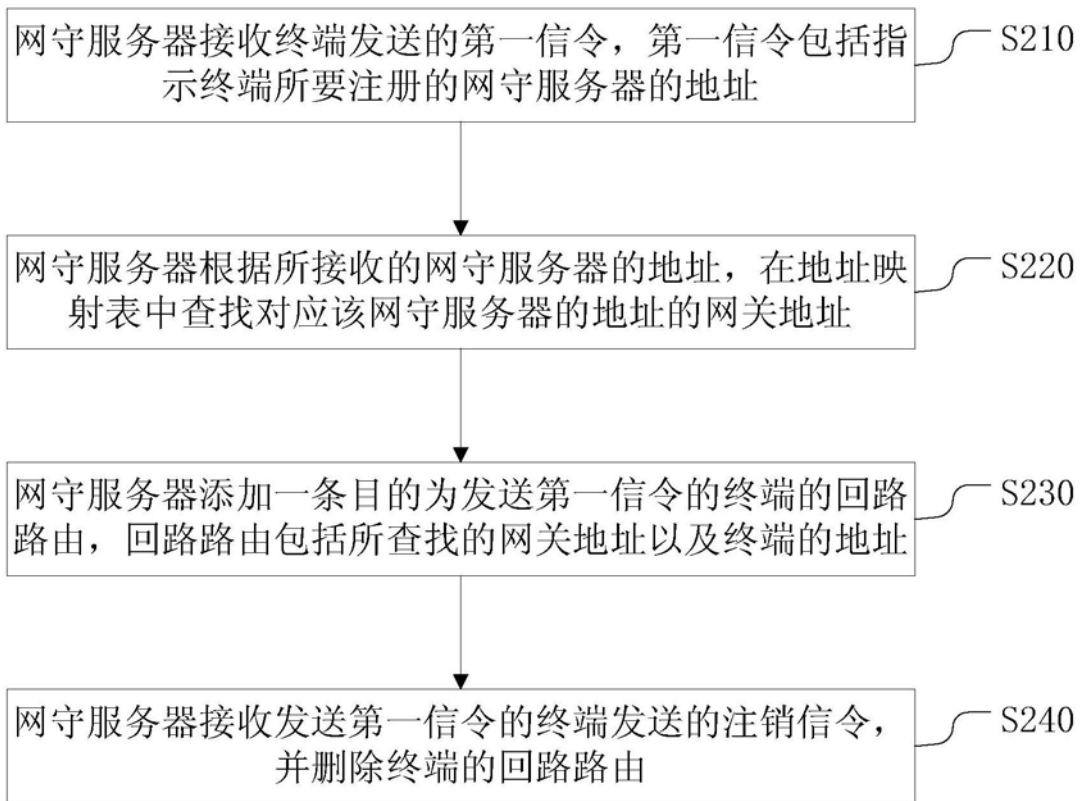 网守服务器接收终端发送的第一信令，第一信令包括指
示终端所要注册的网守服务器的地址
S210
网守服务器根据所接收的网守服务器的地址，在地址映
射表中查找对应该网守服务器的地址的网关地址
S220
网守服务器添加一条目的为发送第一信令的终端的回路
路由，回路路由包括所查找的网关地址以及终端的地址
S230
网守服务器接收发送第一信令的终端发送的注销信令，
并删除终端的回路路由
S240